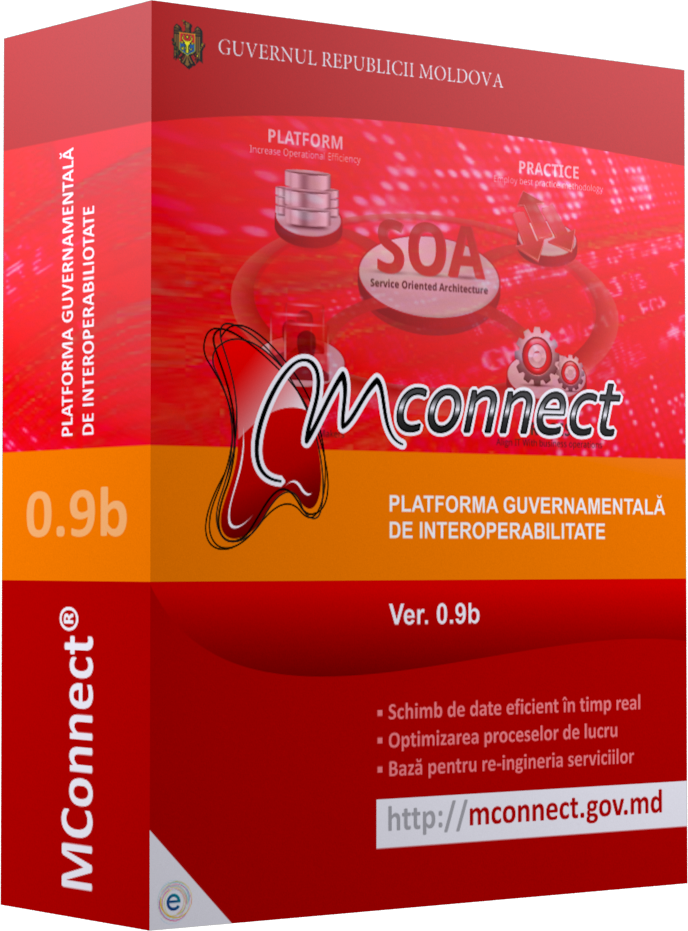 GUVERNUL REPUBLICII MOLDOVA
PLATFORM
Increase Operational Efficiency
PRACTICE
Employ best practice methodology
SOA
Service Oriented Architecture
Mconnect
PLATFORMA GUVERNAMENTALĂ
DE INTEROPERABILITATE
Ver. 0.9b
▪ Schimb de date eficient în timp real
▪ Optimizarea proceselor de lucru
▪ Bază pentru re-ingineria serviciilor
http://mconnect.gov.md
PLATFORMA GUVERNAMENTALĂ
DE INTEROPERABILIOTATE
0.9b
MConnect®
e